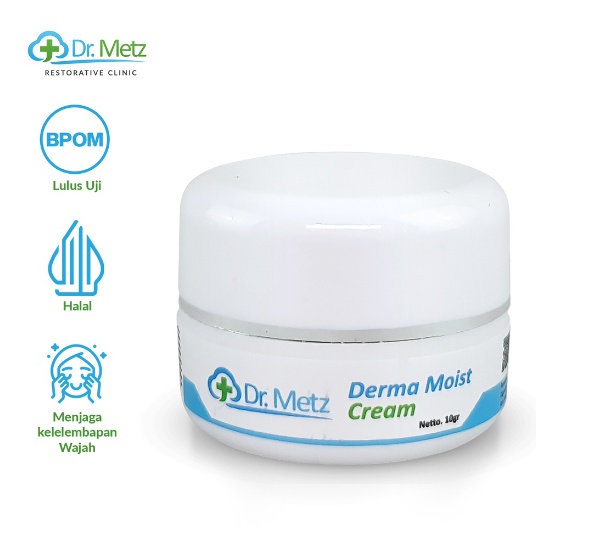 Dr. Metz
RESTORATIVE CLINIC
BPOM
Lulus Uji
Halal
Menjaga
kelelembapan
Wajah
Dr. Metz
Derma Moist
Cream
Netto. 10gr